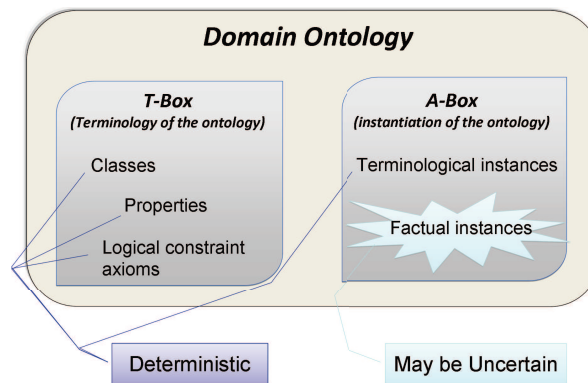 Domain Ontology
T-Box
(Terminology of the ontology)
Classes
Properties
Logical constraint
axioms
A-Box
(instantiation of the ontology)
Terminological instances
Factual instances
Deterministic
May be Uncertain